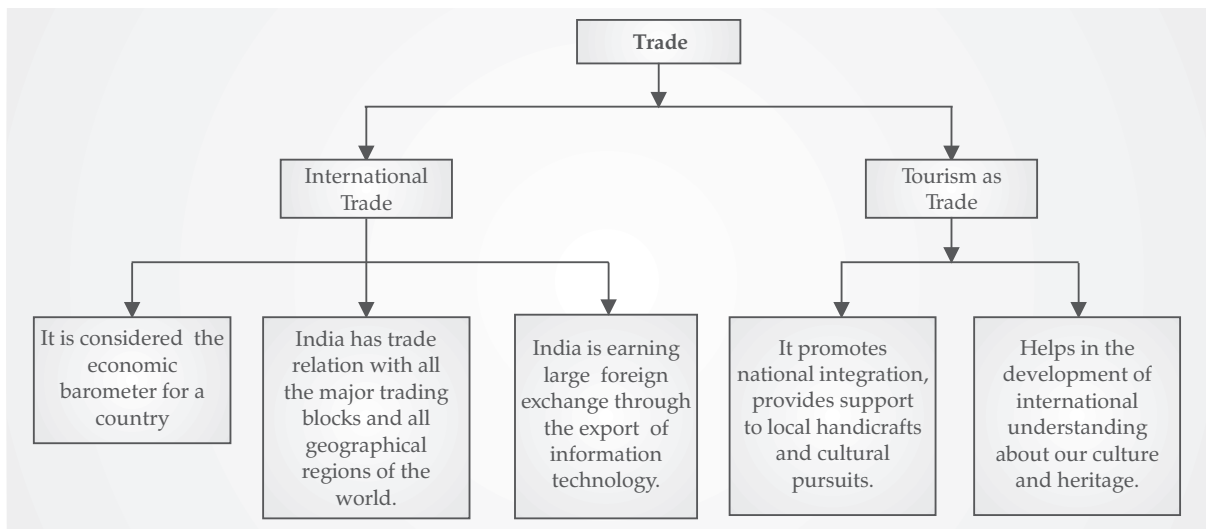 Trade
International
Trade
Tourism as
Trade
It is considered the
economic
barometer for a
country
India has trade
relation with all
the major trading
blocks and all
geographical
regions of the
world.
India is earning
large foreign
exchange through
the export of
information
technology.
It promotes
national integration,
provides support
to local handicrafts
and cultural
pursuits.
Helps in the
development of
international
understanding
about our culture
and heritage.